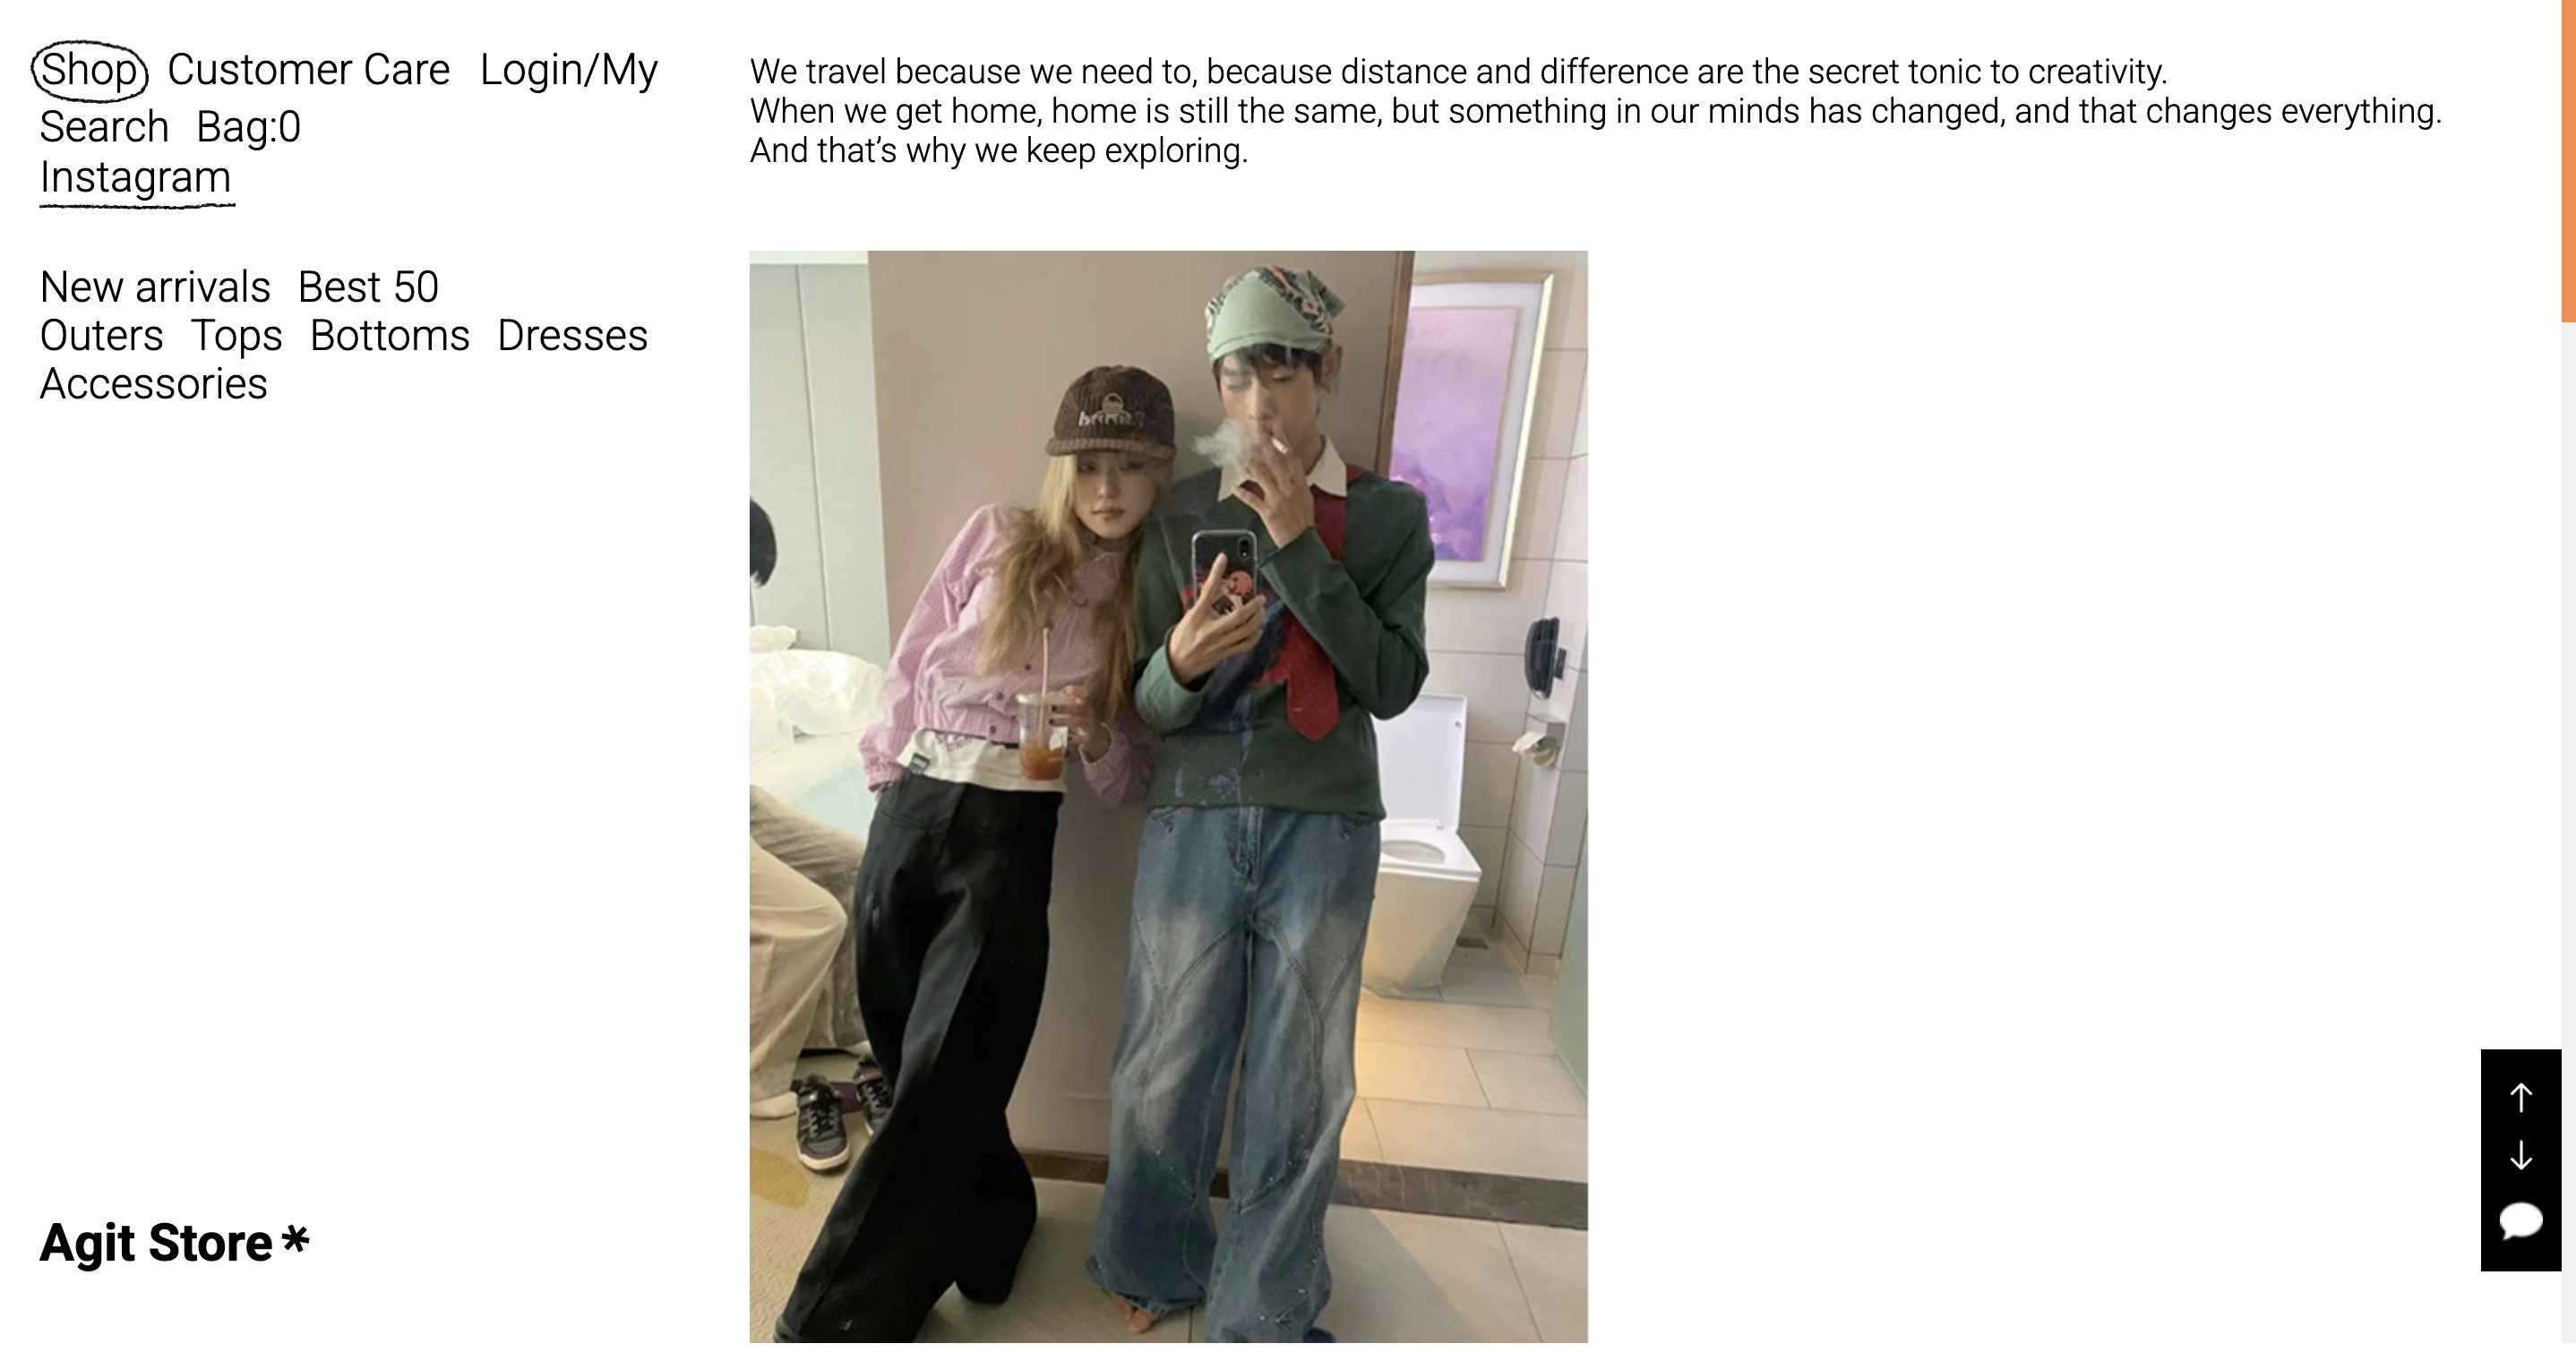 Shop Customer Care Login/My
Search Bag:0
Instagram
New arrivals Best 50
Outers Tops Bottoms Dresses
Accessories
Agit Store*
We travel because we need to, because distance and difference are the secret tonic to creativity.
When we get home, home is still the same, but something in our minds has changed, and that changes everything.
And that’s why we keep exploring.